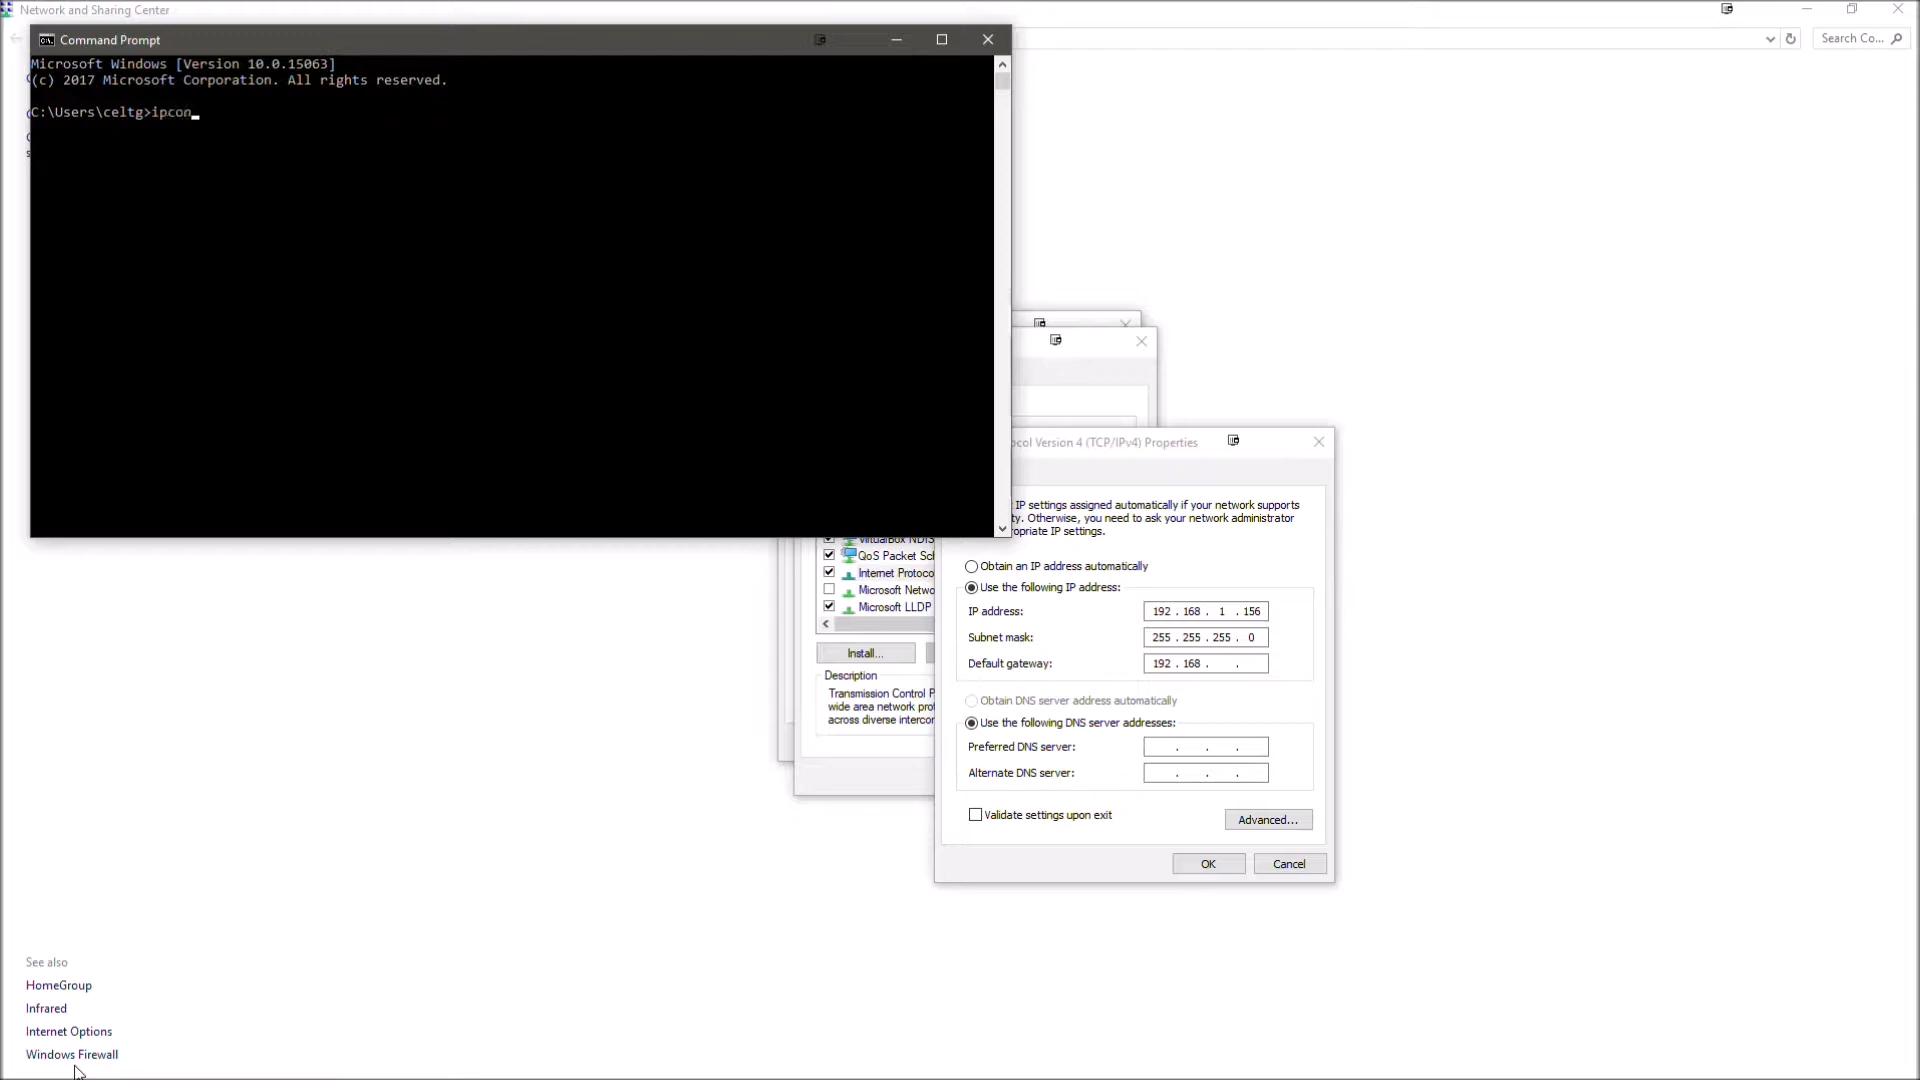 Network and Sharing Center
Search Co...
Command Prompt
Microsoft Windows [Version 10.0.15063]
(c) 2017 Microsoft Corporation. All rights reserved.
C:\Users\celtg>ipcon
ocol Version 4 (TCP/IPv4) Properties
IP settings assigned automatically if your network supports
ty. Otherwise, you need to ask your network administrator
ropriate IP settings.
Obtain an IP address automatically
Use the following IP address:
IP address: 192 . 168 . 1 . 156
Subnet mask: 255 . 255 . 255 . 0
Default gateway: 192 . 168 . .
Obtain DNS server address automatically
Use the following DNS server addresses:
Preferred DNS server: . . .
Alternate DNS server: . . .
Validate settings upon exit
Advanced...
OK
Cancel
VirtualBox NDIS
QoS Packet Sch
Internet Protoco
Microsoft Netwo
Microsoft LLDP
Install...
Description
Transmission Control P
wide area network prot
across diverse intercon
See also
HomeGroup
Infrared
Internet Options
Windows Firewall